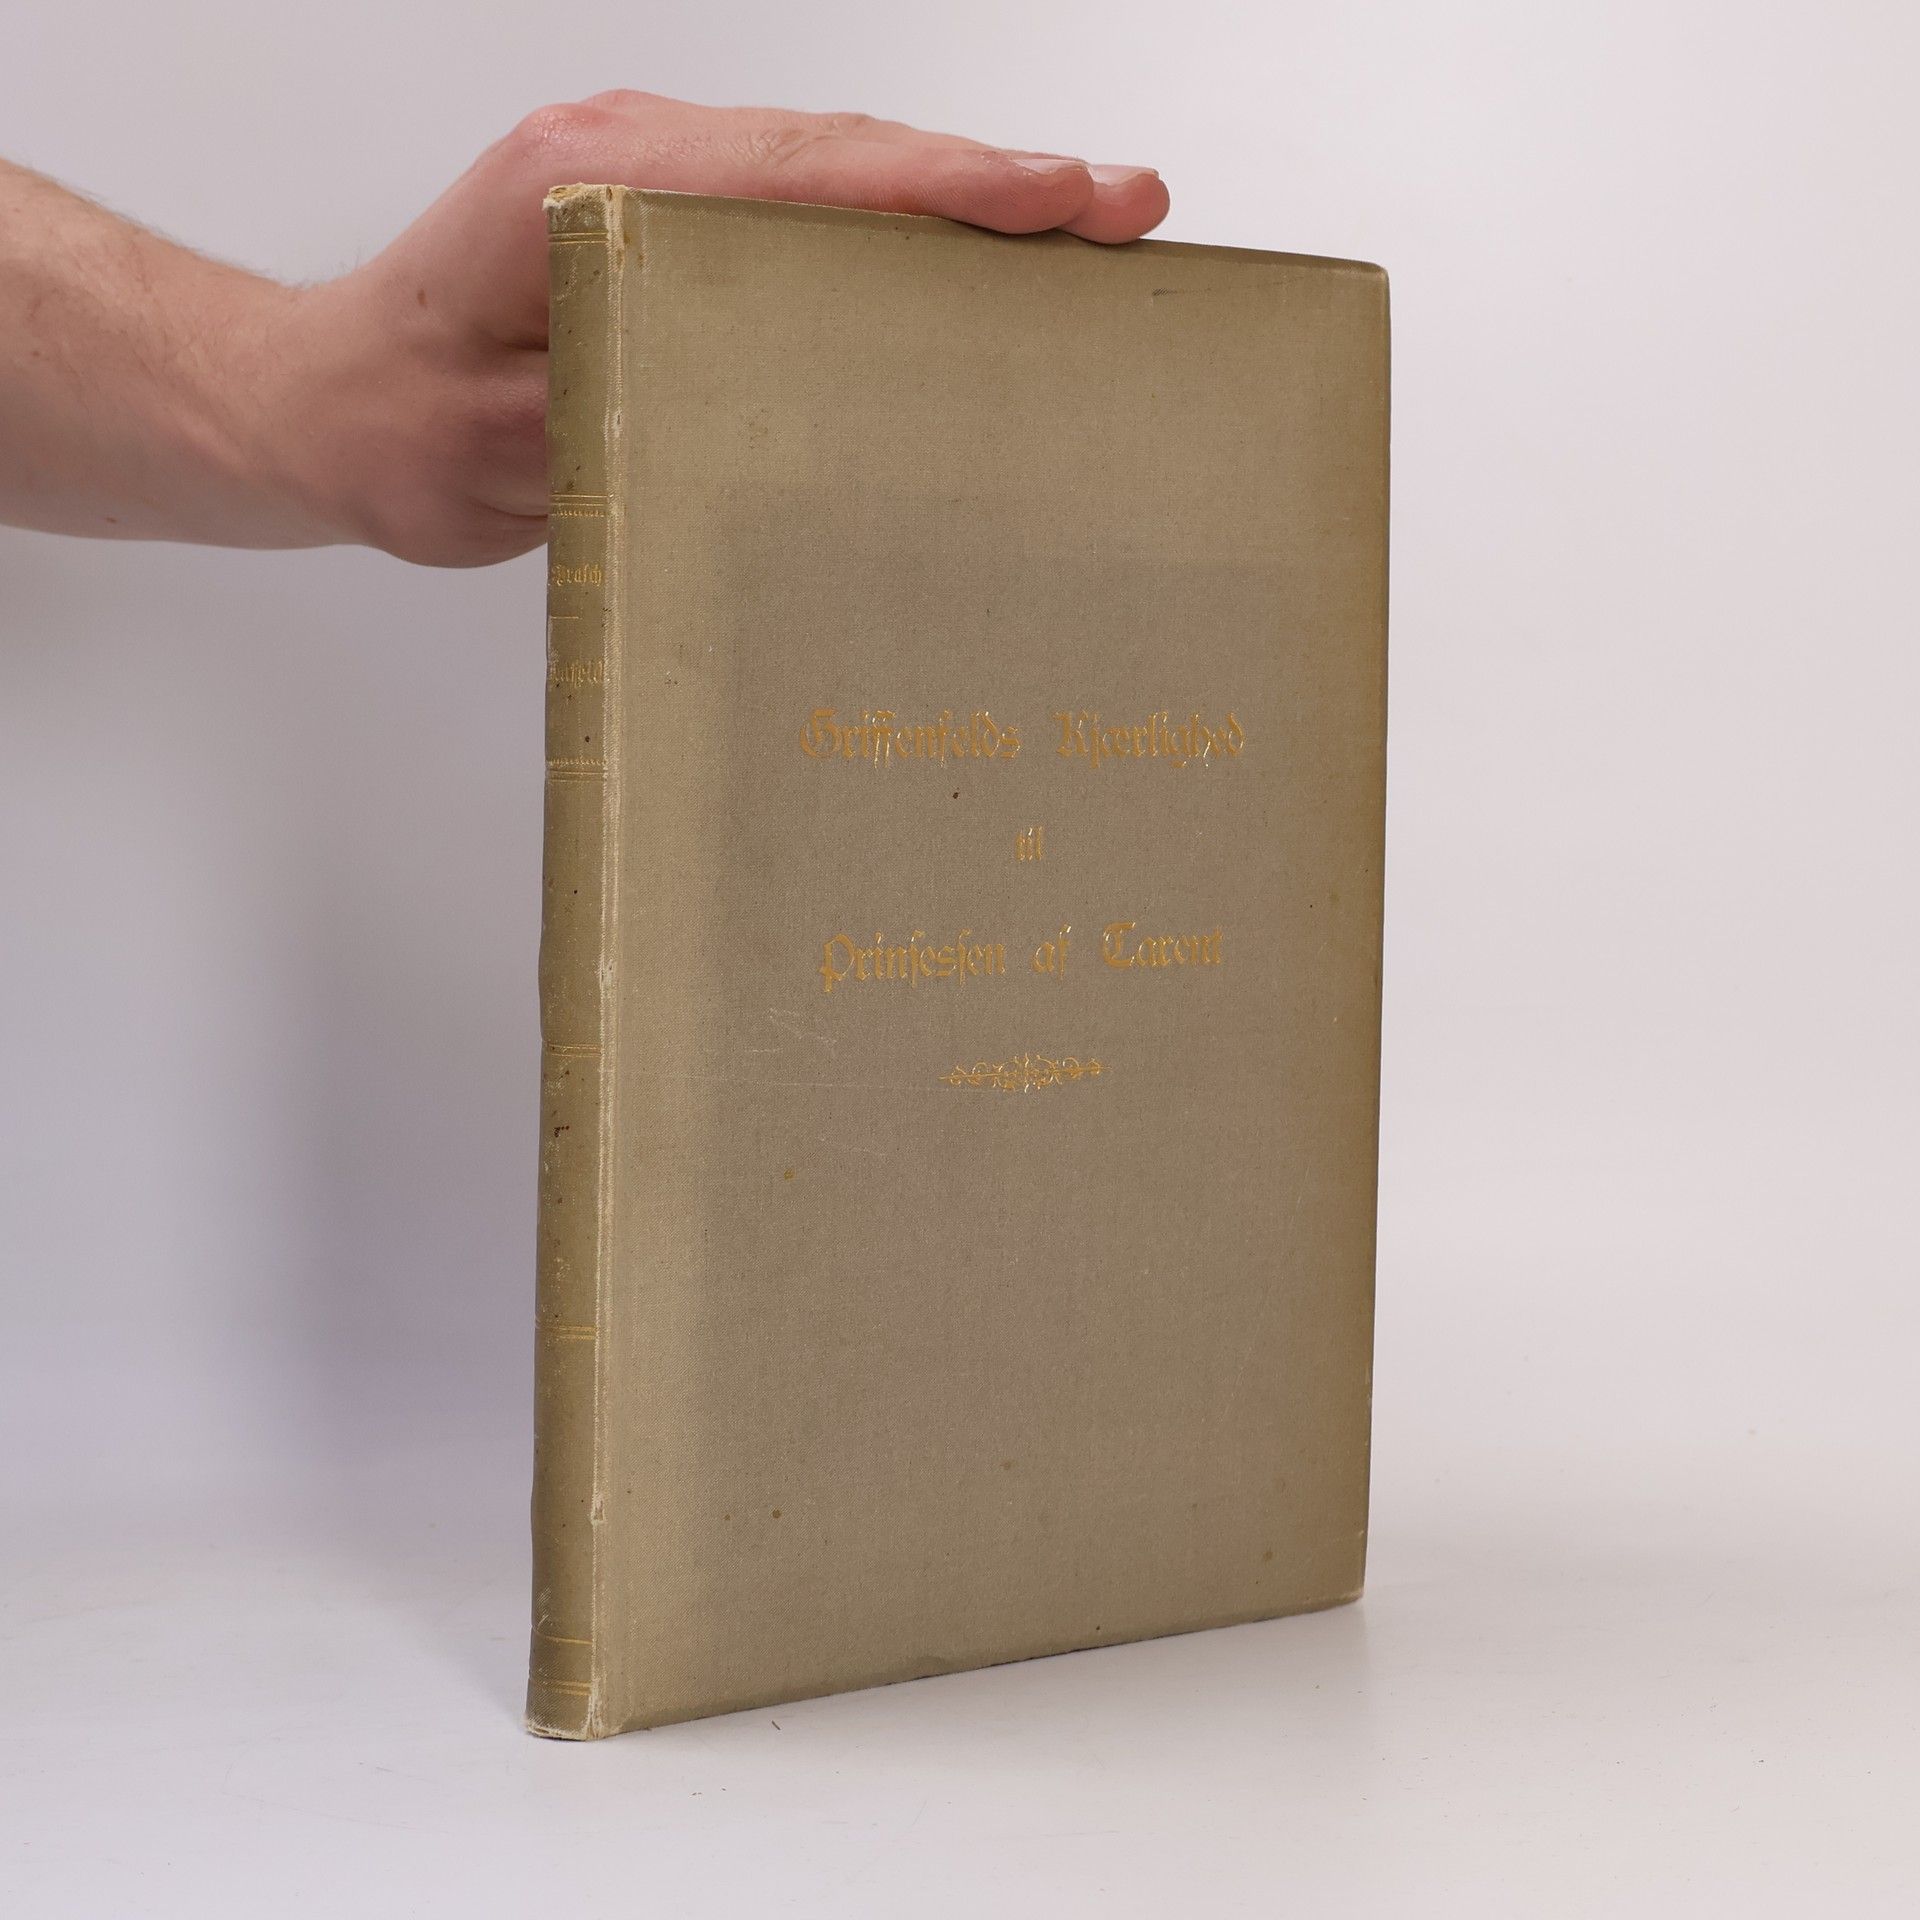 Griffenfelds Kjærlighed
til
Prinsessen af Tarent